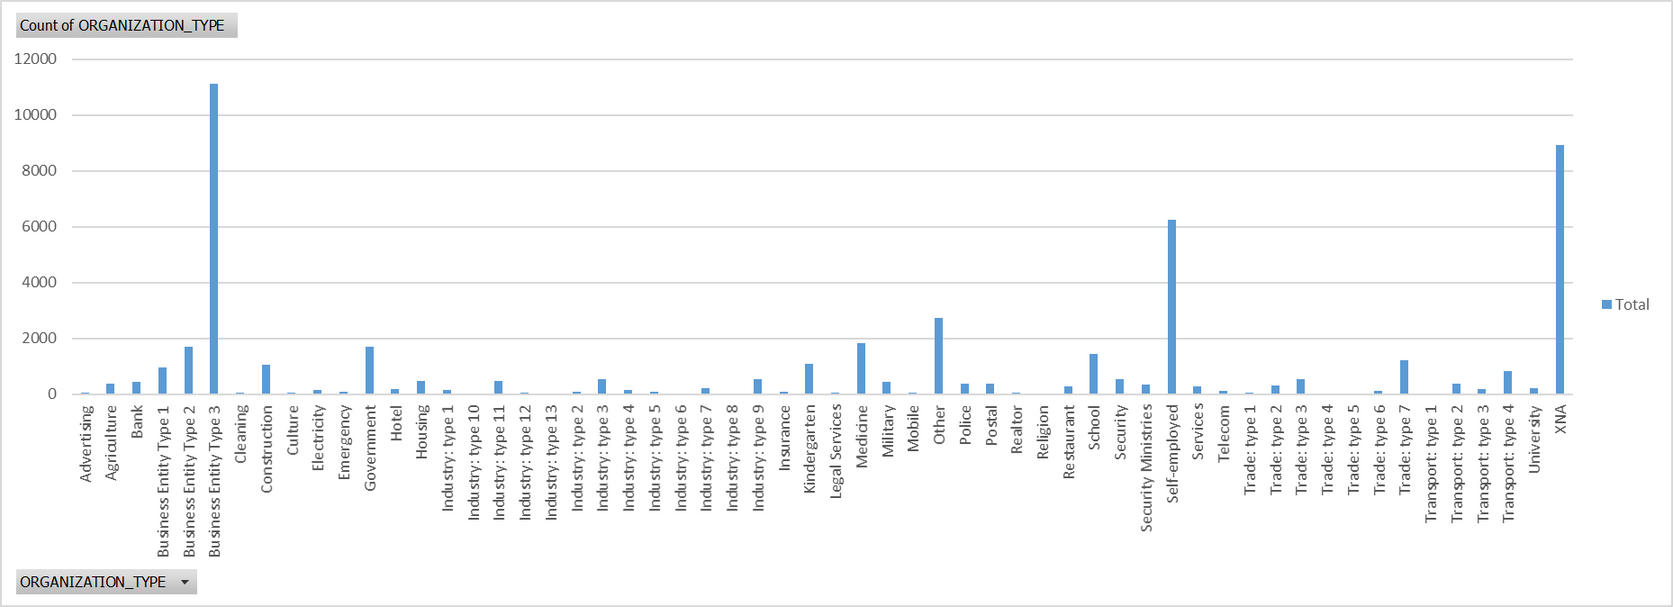 Count of ORGANIZATION_TYPE
12000
10000
8000
6000
4000
2000
0
Advertising
Agriculture
Bank
Business Entity Type 1
Business Entity Type 2
Business Entity Type 3
Cleaning
Construction
Culture
Electricity
Emergency
Government
Hotel
Housing
Industry: type 1
Industry: type 10
Industry: type 11
Industry: type 12
Industry: type 13
Industry: type 2
Industry: type 3
Industry: type 4
Industry: type 5
Industry: type 6
Industry: type 7
Industry: type 8
Industry: type 9
Insurance
Kindergarten
Legal Services
Medicine
Military
Mobile
Other
Police
Postal
Realtor
Religion
Restaurant
School
Security
Security Ministries
Self-employed
Services
Telecom
Trade: type 1
Trade: type 2
Trade: type 3
Trade: type 4
Trade: type 5
Trade: type 6
Trade: type 7
Transport: type 1
Transport: type 2
Transport: type 3
Transport: type 4
University
XNA
Total
ORGANIZATION_TYPE